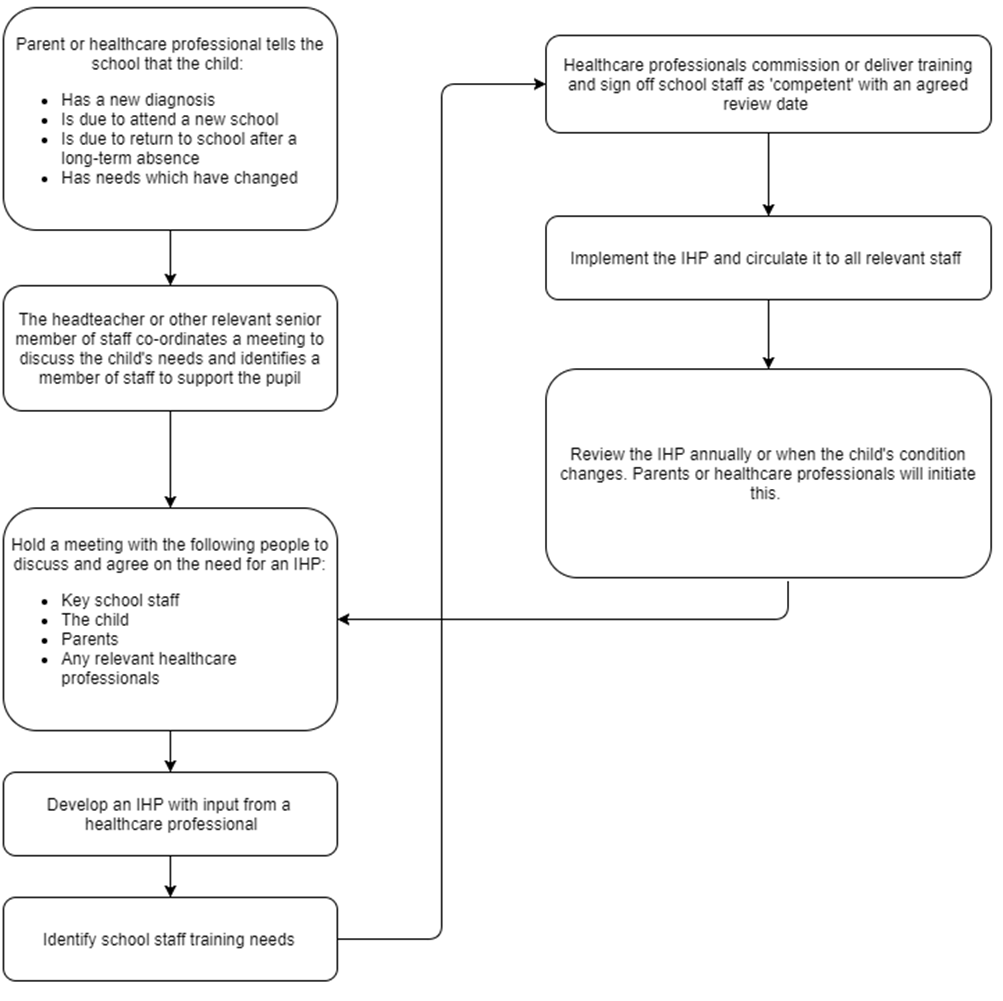 Parent or healthcare professional tells the
school that the child:
• Has a new diagnosis
• Is due to attend a new school
• Is due to return to school after a
long-term absence
• Has needs which have changed
The headteacher or other relevant senior
member of staff co-ordinates a meeting to
discuss the child's needs and identifies a
member of staff to support the pupil
Hold a meeting with the following people to
discuss and agree on the need for an IHP:
• Key school staff
• The child
• Parents
• Any relevant healthcare
professionals
Develop an IHP with input from a
healthcare professional
Identify school staff training needs
Healthcare professionals commission or deliver training
and sign off school staff as 'competent' with an agreed
review date
Implement the IHP and circulate it to all relevant staff
Review the IHP annually or when the child's condition
changes. Parents or healthcare professionals will initiate
this.